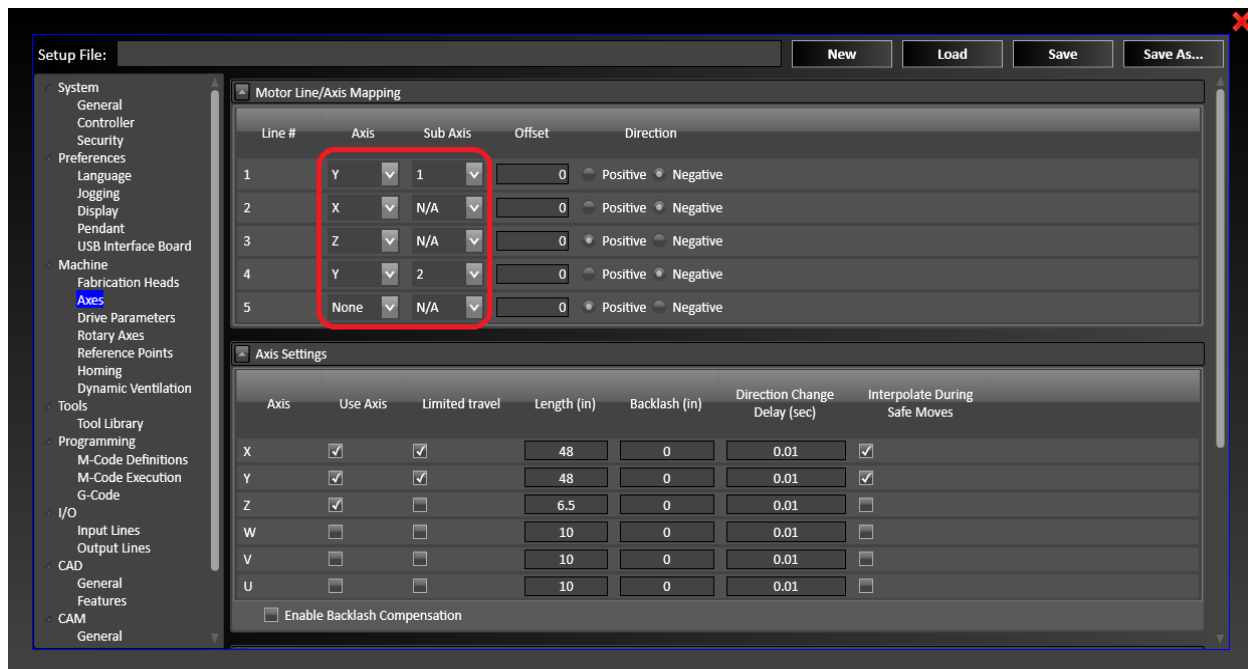 Setup File:
New
Load
Save
Save As...
System
General
Controller
Security
Preferences
Language
Jogging
Display
Pendant
USB Interface Board
Machine
Fabrication Heads
Axes
Drive Parameters
Rotary Axes
Reference Points
Homing
Dynamic Ventilation
Tools
Tool Library
Programming
M-Code Definitions
M-Code Execution
G-Code
I/O
Input Lines
Output Lines
CAD
General
Features
CAM
General
Motor Line/Axis Mapping
Line # Axis Sub Axis Offset Direction
1 Y 1 0 Positive Negative
2 X N/A 0 Positive Negative
3 Z N/A 0 Positive Negative
4 Y 2 0 Positive Negative
5 None N/A 0 Positive Negative
Axis Settings
Axis Use Axis Limited travel Length (in) Backlash (in) Direction Change Delay (sec) Interpolate During Safe Moves
X 48 0 0.01
Y 48 0 0.01
Z 6.5 0 0.01
W 10 0 0.01
V 10 0 0.01
U 10 0 0.01
Enable Backlash Compensation